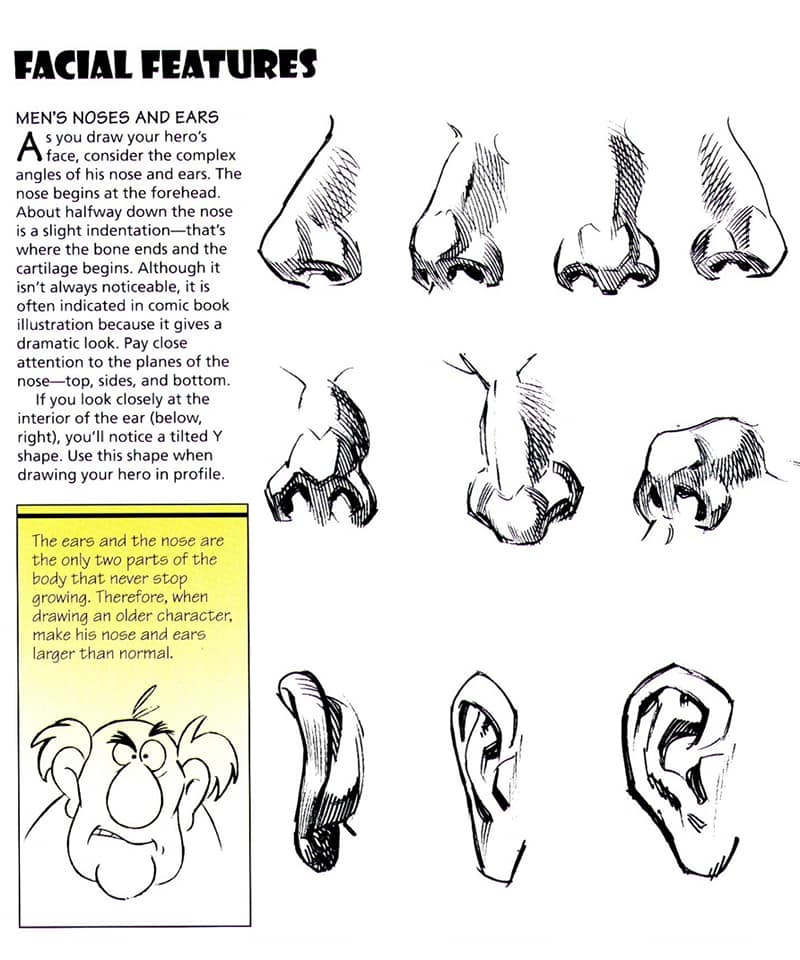 FACIAL FEATURES
MEN'S NOSES AND EARS
As you draw your hero's
face, consider the complex
angles of his nose and ears. The
nose begins at the forehead.
About halfway down the nose
is a slight indentation—that's
where the bone ends and the
cartilage begins. Although it
isn't always noticeable, it is
often indicated in comic book
illustration because it gives a
dramatic look. Pay close
attention to the planes of the
nose—top, sides, and bottom.
If you look closely at the
interior of the ear (below,
right), you'll notice a tilted Y
shape. Use this shape when
drawing your hero in profile.
The ears and the nose are
the only two parts of the
body that never stop
growing. Therefore, when
drawing an older character,
make his nose and ears
larger than normal.